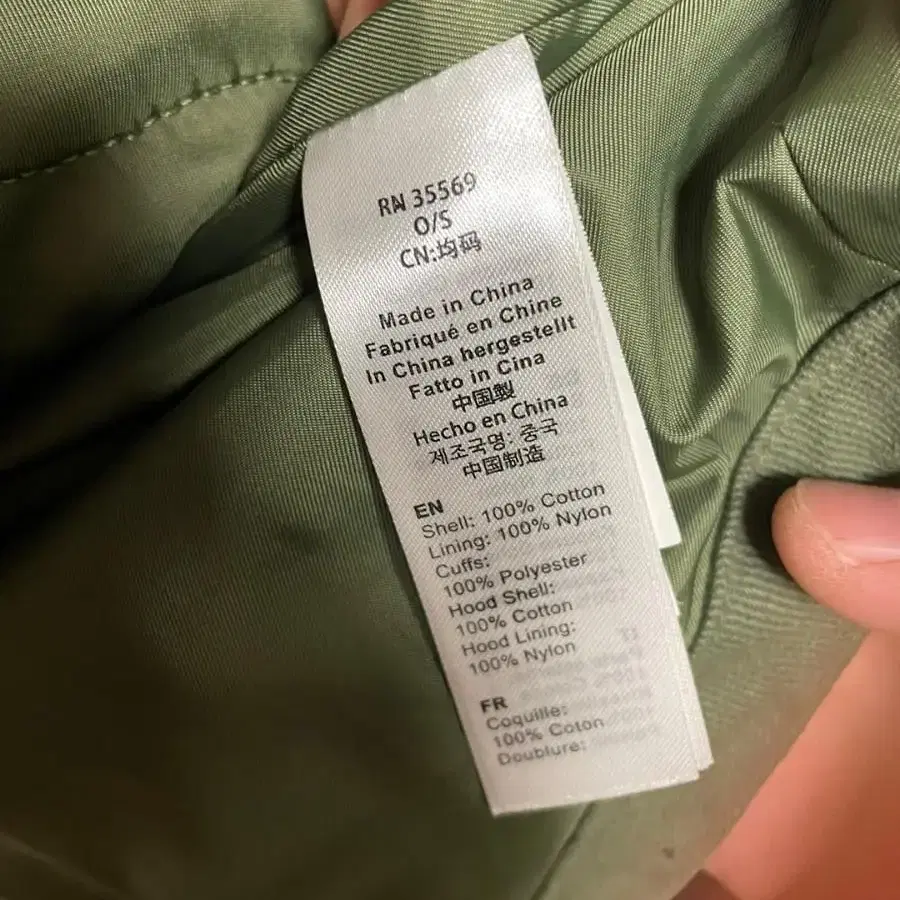 RN 35569
O/S
CN:均码
Made in China
Fabriqué en Chine
In China hergestellt
Fatto in Cina
中国製
Hecho en China
제조국명: 중국
中国制造
EN
Shell: 100% Cotton
Lining: 100% Nylon
Cuffs:
100% Polyester
Hood Shell:
100% Cotton
Hood Lining:
100% Nylon
FR
Coquille:
100% Coton
Doublure: